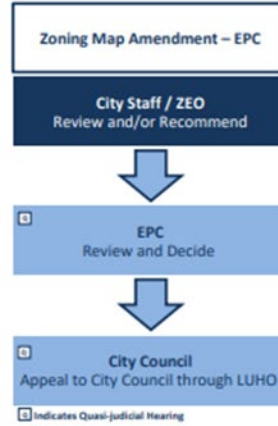 Zoning Map Amendment – EPC
City Staff / ZEO
Review and/or Recommend
EPC
Review and Decide
City Council
Appeal to City Council through LUHO
Indicates Quasi-judicial Hearing